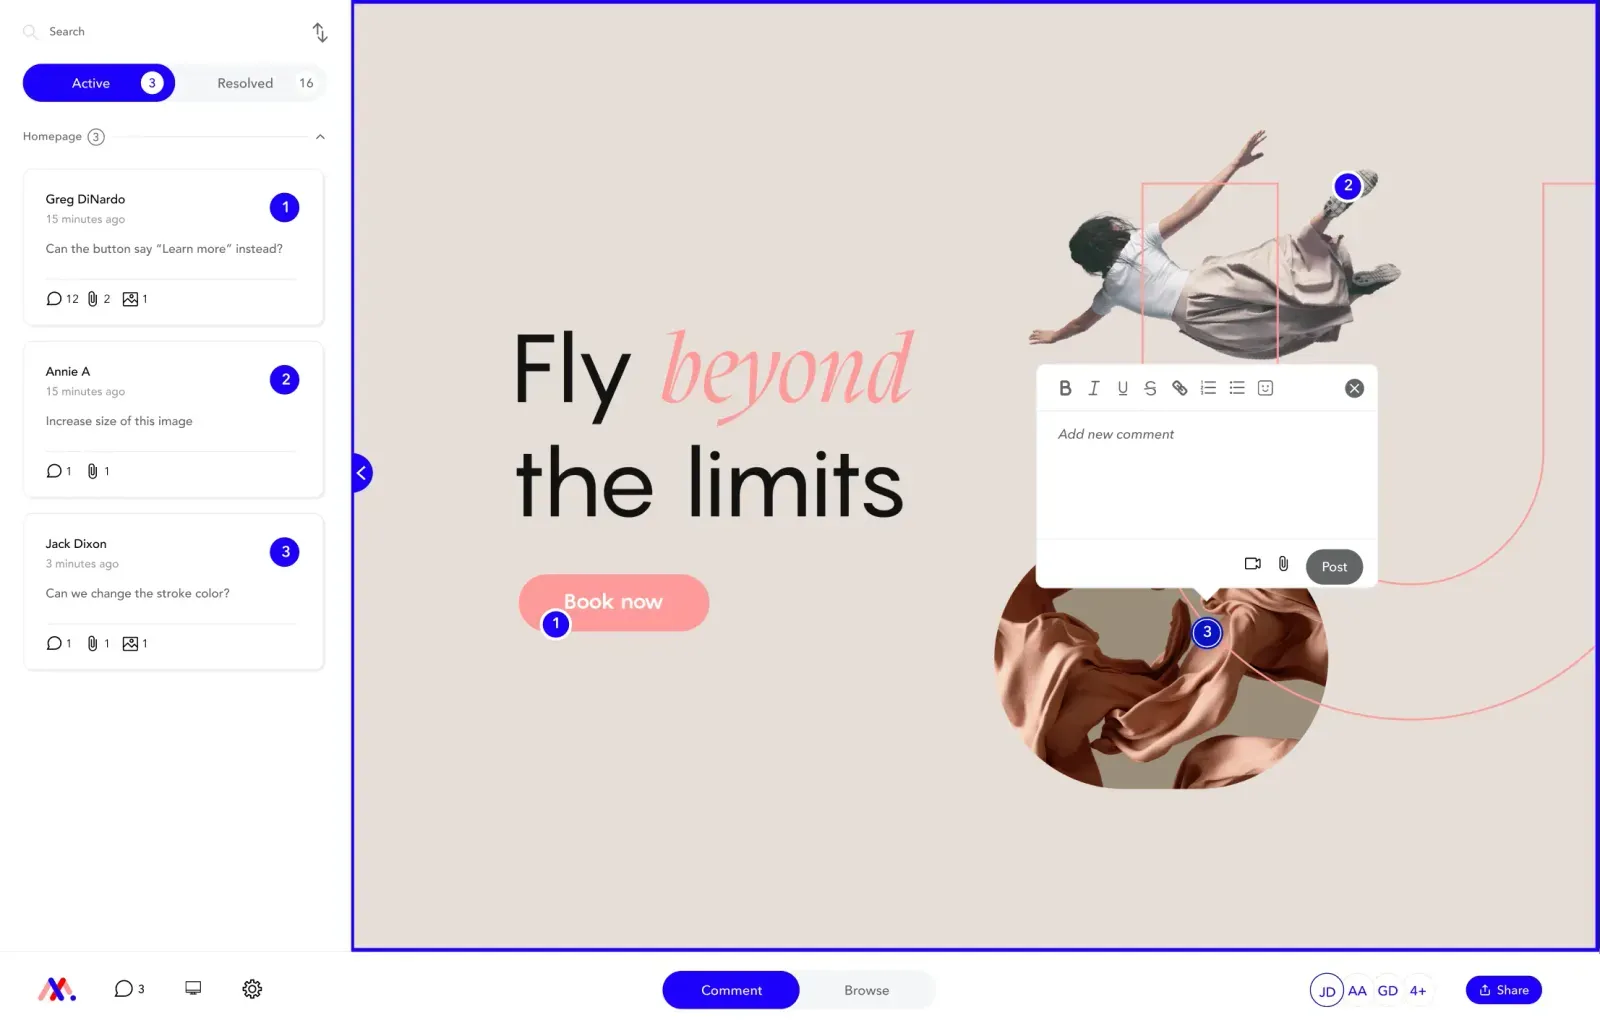 Search
Active 3 Resolved 16
Homepage 3
Greg DiNardo
15 minutes ago
1
Can the button say “Learn more” instead?
12 2 1
Annie A
15 minutes ago
2
Increase size of this image
1 1
Jack Dixon
3 minutes ago
3
Can we change the stroke color?
1 1 1
Fly beyond
the limits
Book now
1
2
B I U S
Add new comment
Post
3
3
Comment Browse
JD AA GD 4+
Share